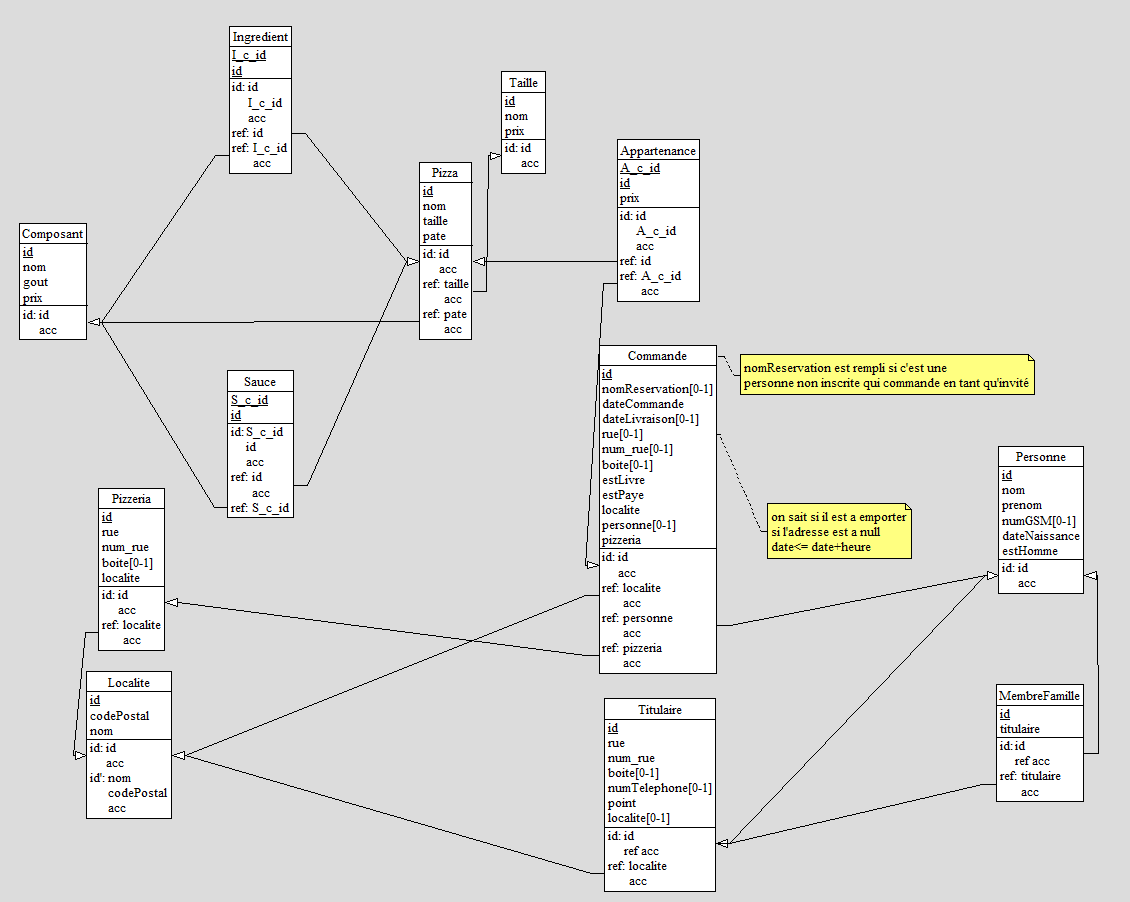 Ingredient
I_c_id
id
id: id
I_c_id
acc
ref: id
ref: I_c_id
acc
Taille
id
nom
prix
id: id
acc
Appartenance
A_c_id
id
prix
id: id
A_c_id
acc
ref: id
ref: A_c_id
acc
Pizza
id
nom
taille
pate
id: id
acc
ref: taille
acc
ref: pate
acc
Composant
id
nom
gout
prix
id: id
acc
Sauce
S_c_id
id
id: S_c_id
id
acc
ref: id
acc
ref: S_c_id
Commande
id
nomReservation[0-1]
dateCommande
dateLivraison[0-1]
rue[0-1]
num_rue[0-1]
boite[0-1]
estLivre
estPaye
localite
personne[0-1]
pizzeria
id: id
acc
ref: localite
acc
ref: personne
acc
ref: pizzeria
acc
nomReservation est rempli si c'est une
personne non inscrite qui commande en tant qu'invité
on sait si il est a emporter
si l'adresse est a null
date<= date+heure
Personne
id
nom
prenom
numGSM[0-1]
dateNaissance
estHomme
id: id
acc
Pizzeria
id
rue
num_rue
boite[0-1]
localite
id: id
acc
ref: localite
acc
Localite
id
codePostal
nom
id: id
acc
id': nom
codePostal
acc
Titulaire
id
rue
num_rue
boite[0-1]
numTelephone[0-1]
point
localite[0-1]
id: id
ref acc
ref: localite
acc
MembreFamille
id
titulaire
id: id
ref acc
ref: titulaire
acc